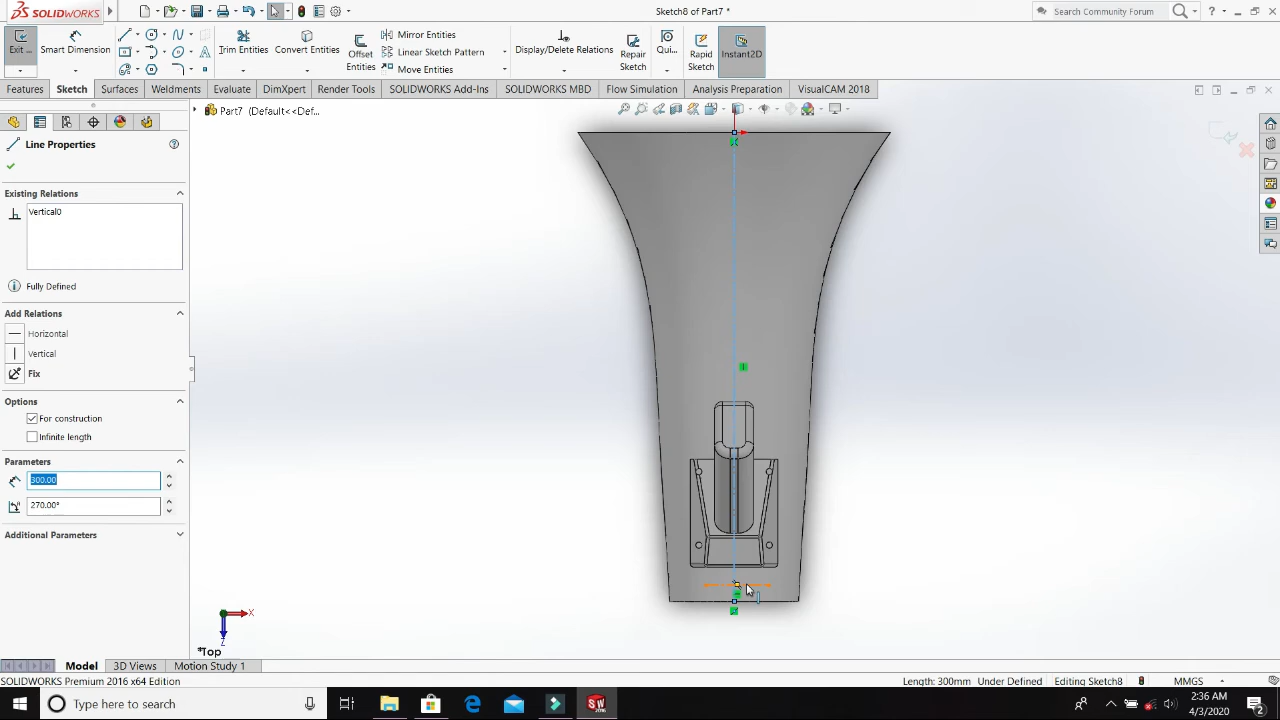 SOLIDWORKS
Sketch8 of Part7 *
Search Community Forum
Exit ...
Smart Dimension
Trim Entities
Convert Entities
Offset Entities
Mirror Entities
Linear Sketch Pattern
Move Entities
Display/Delete Relations
Repair Sketch
Qui...
Rapid Sketch
Instant2D
Features
Sketch
Surfaces
Weldments
Evaluate
DimXpert
Render Tools
SOLIDWORKS Add-Ins
SOLIDWORKS MBD
Flow Simulation
Analysis Preparation
VisualCAM 2018
Part7 (Default<<Def...
Line Properties
Existing Relations
Vertical0
Fully Defined
Add Relations
Horizontal
Vertical
Fix
Options
For construction
Infinite length
Parameters
300.00
270.00°
Additional Parameters
X
Z
*Top
Model
3D Views
Motion Study 1
SOLIDWORKS Premium 2016 x64 Edition
Length: 300mm
Under Defined
Editing Sketch8
MMGS
Type here to search
2:36 AM
4/3/2020
2